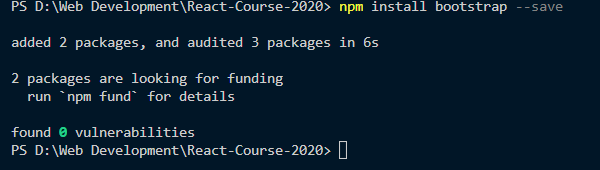 PS D:\Web Development\React-Course-2020> npm install bootstrap --save
added 2 packages, and audited 3 packages in 6s
2 packages are looking for funding
  run `npm fund` for details
found 0 vulnerabilities
PS D:\Web Development\React-Course-2020>